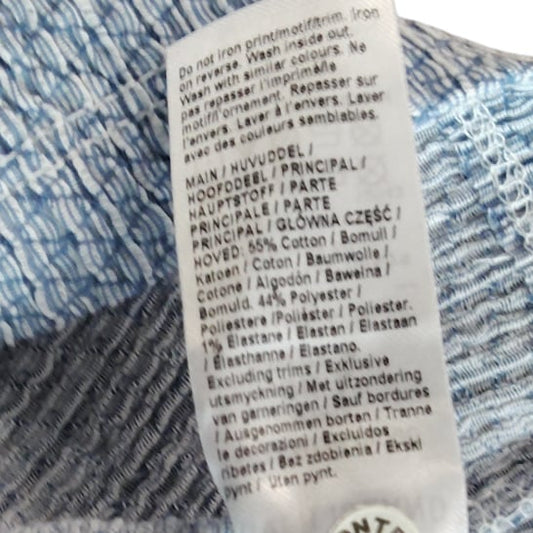 Do not iron print/motif/trim. Iron
on reverse. Wash inside out.
Wash with similar colours. Ne
pas repasser l'imprimé/le
motif/l'ornement. Repasser sur
l'envers. Laver à l'envers. Laver
avec des couleurs semblables.
MAIN / HUVUDDEL /
HOOFDDEEL / PRINCIPAL /
HAUPTSTOFF / PARTE
PRINCIPALE / PARTE
PRINCIPAL / GŁÓWNA CZĘŚĆ /
HOVED: 55% Cotton / Bomull /
Katoen / Coton / Baumwolle /
Cotone / Algodón / Bawełna /
Bomuld. 44% Polyester /
Poliestere /Poliéster / Poliester.
1% Elastane / Elastan / Elastaan
/ Élasthanne / Elastano.
Excluding trims / Exklusive
utsmyckning / Met uitzondering
van garneringen / Sauf bordures
/ Ausgenommen borten / Tranne
le decorazioni / Excluidos
ribetes / Bez zdobienia / Ekskl
pynt / Uten pynt.